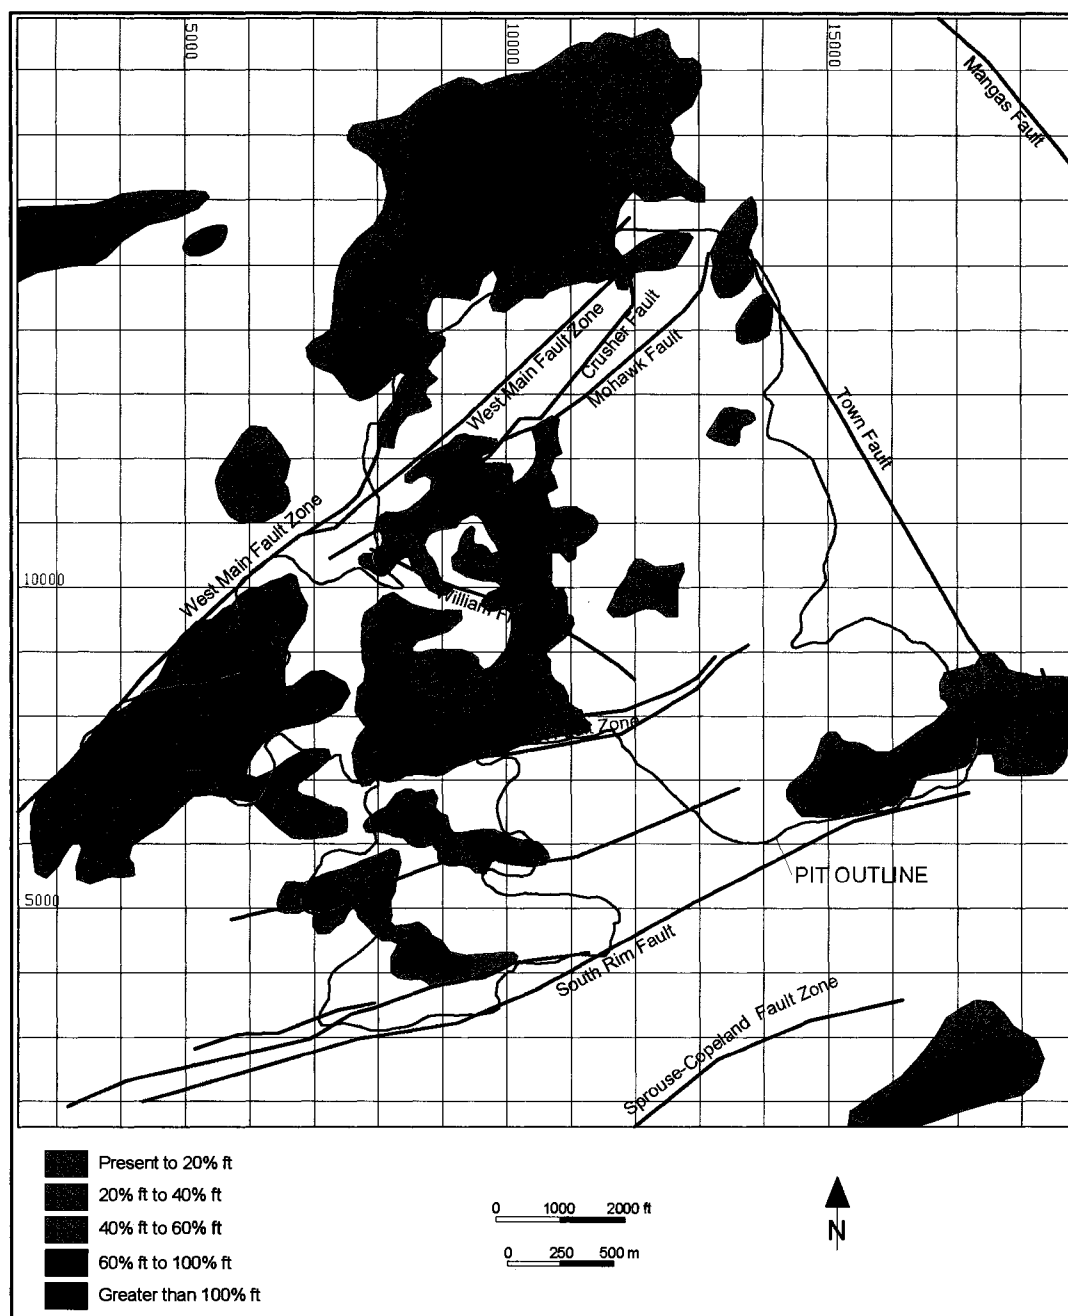 5000
10000
15000
Mangas Fault
West Main Fault Zone
Crusher Fault
Mohawk Fault
Town Fault
West Main Fault Zone
10000
William
Zone
PIT OUTLINE
5000
South Rim Fault
Sprouse-Copeland Fault Zone
Present to 20% ft
20% ft to 40% ft
40% ft to 60% ft
60% ft to 100% ft
Greater than 100% ft
0 1000 2000 ft
0 250 500 m
N